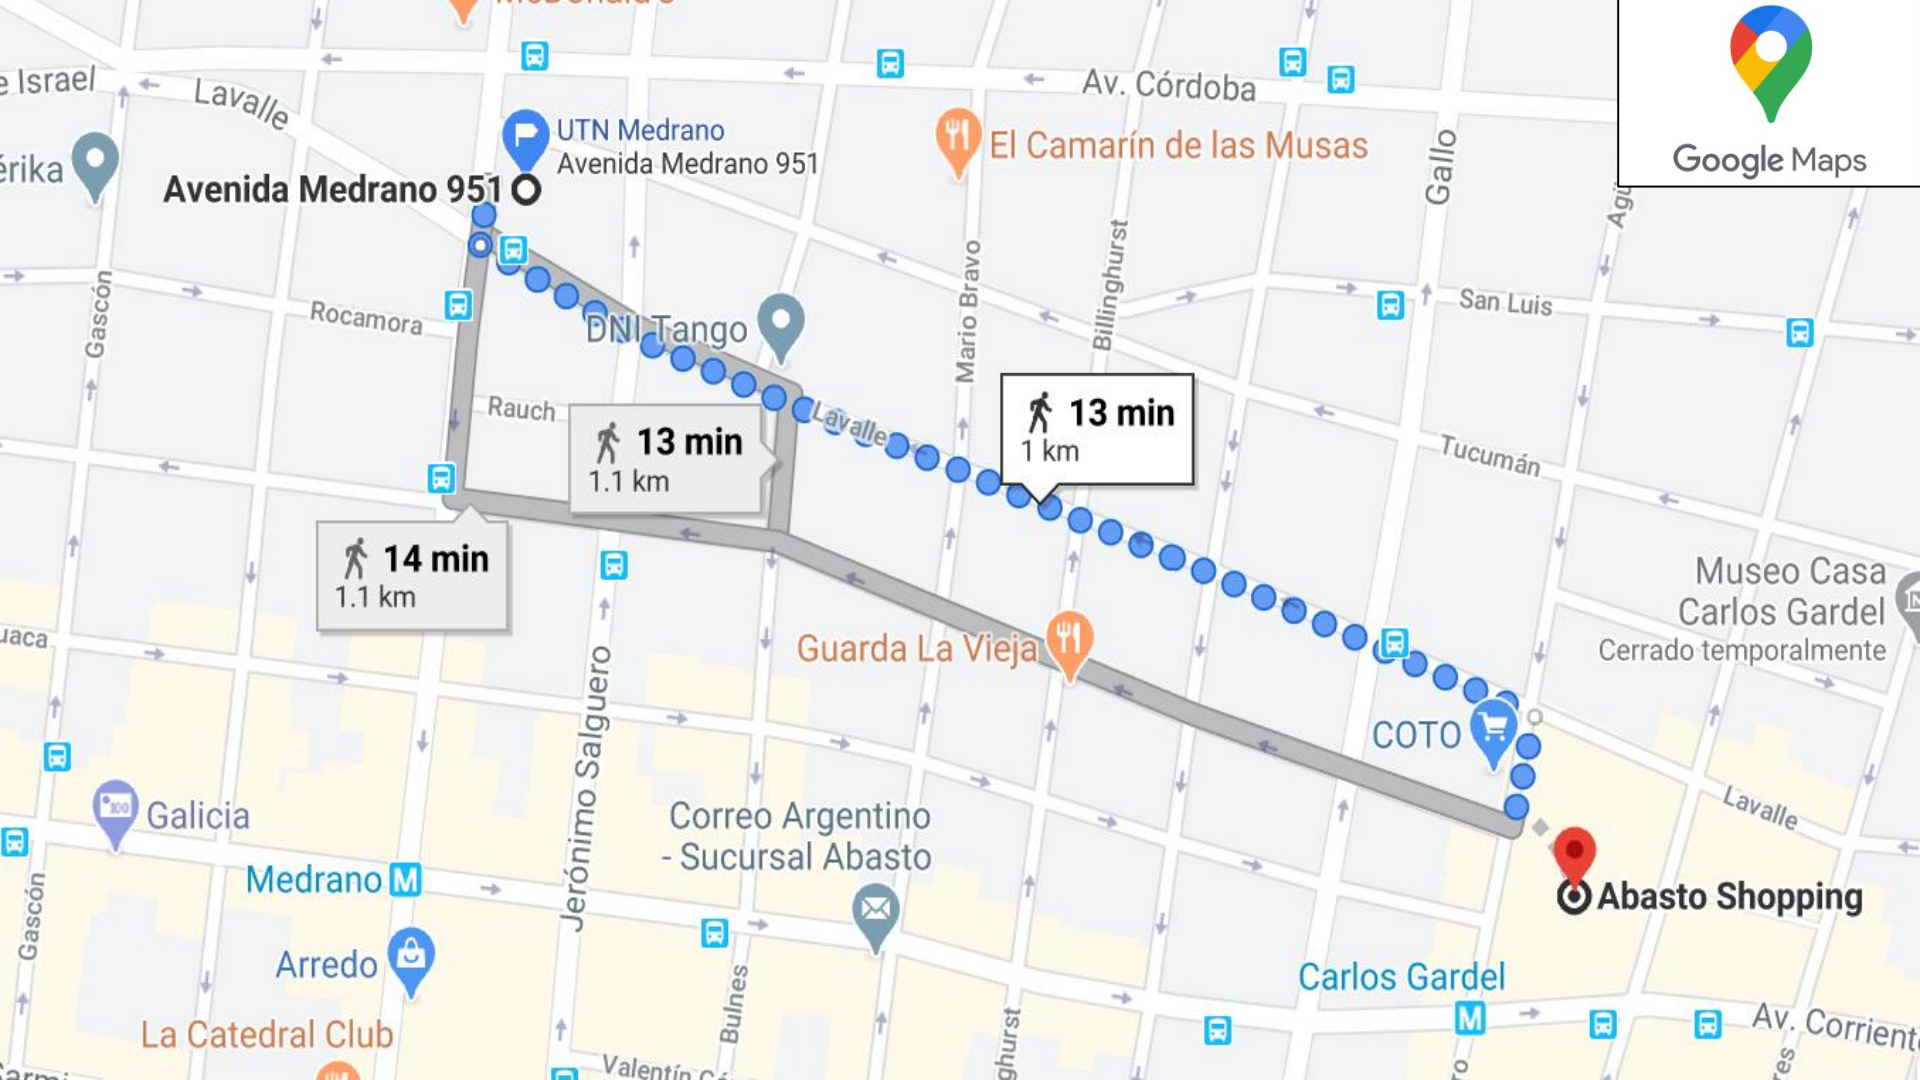 e Israel
Lavalle
Av. Córdoba
Google Maps
UTN Medrano
Avenida Medrano 951
Avenida Medrano 951
El Camarín de las Musas
Gallo
Gascón
Rocamora
DNI Tango
Mario Bravo
Billinghurst
San Luis
Rauch
Lavalle
13 min
1.1 km
13 min
1 km
Tucumán
14 min
1.1 km
Museo Casa
Carlos Gardel
Cerrado temporalmente
Guarda La Vieja
COTO
Jerónimo Salguero
Galicia
Correo Argentino
- Sucursal Abasto
Lavalle
Medrano M
Abasto Shopping
Gascón
Arredo
Carlos Gardel
M
Bulnes
La Catedral Club
Av. Corrient
Valentín